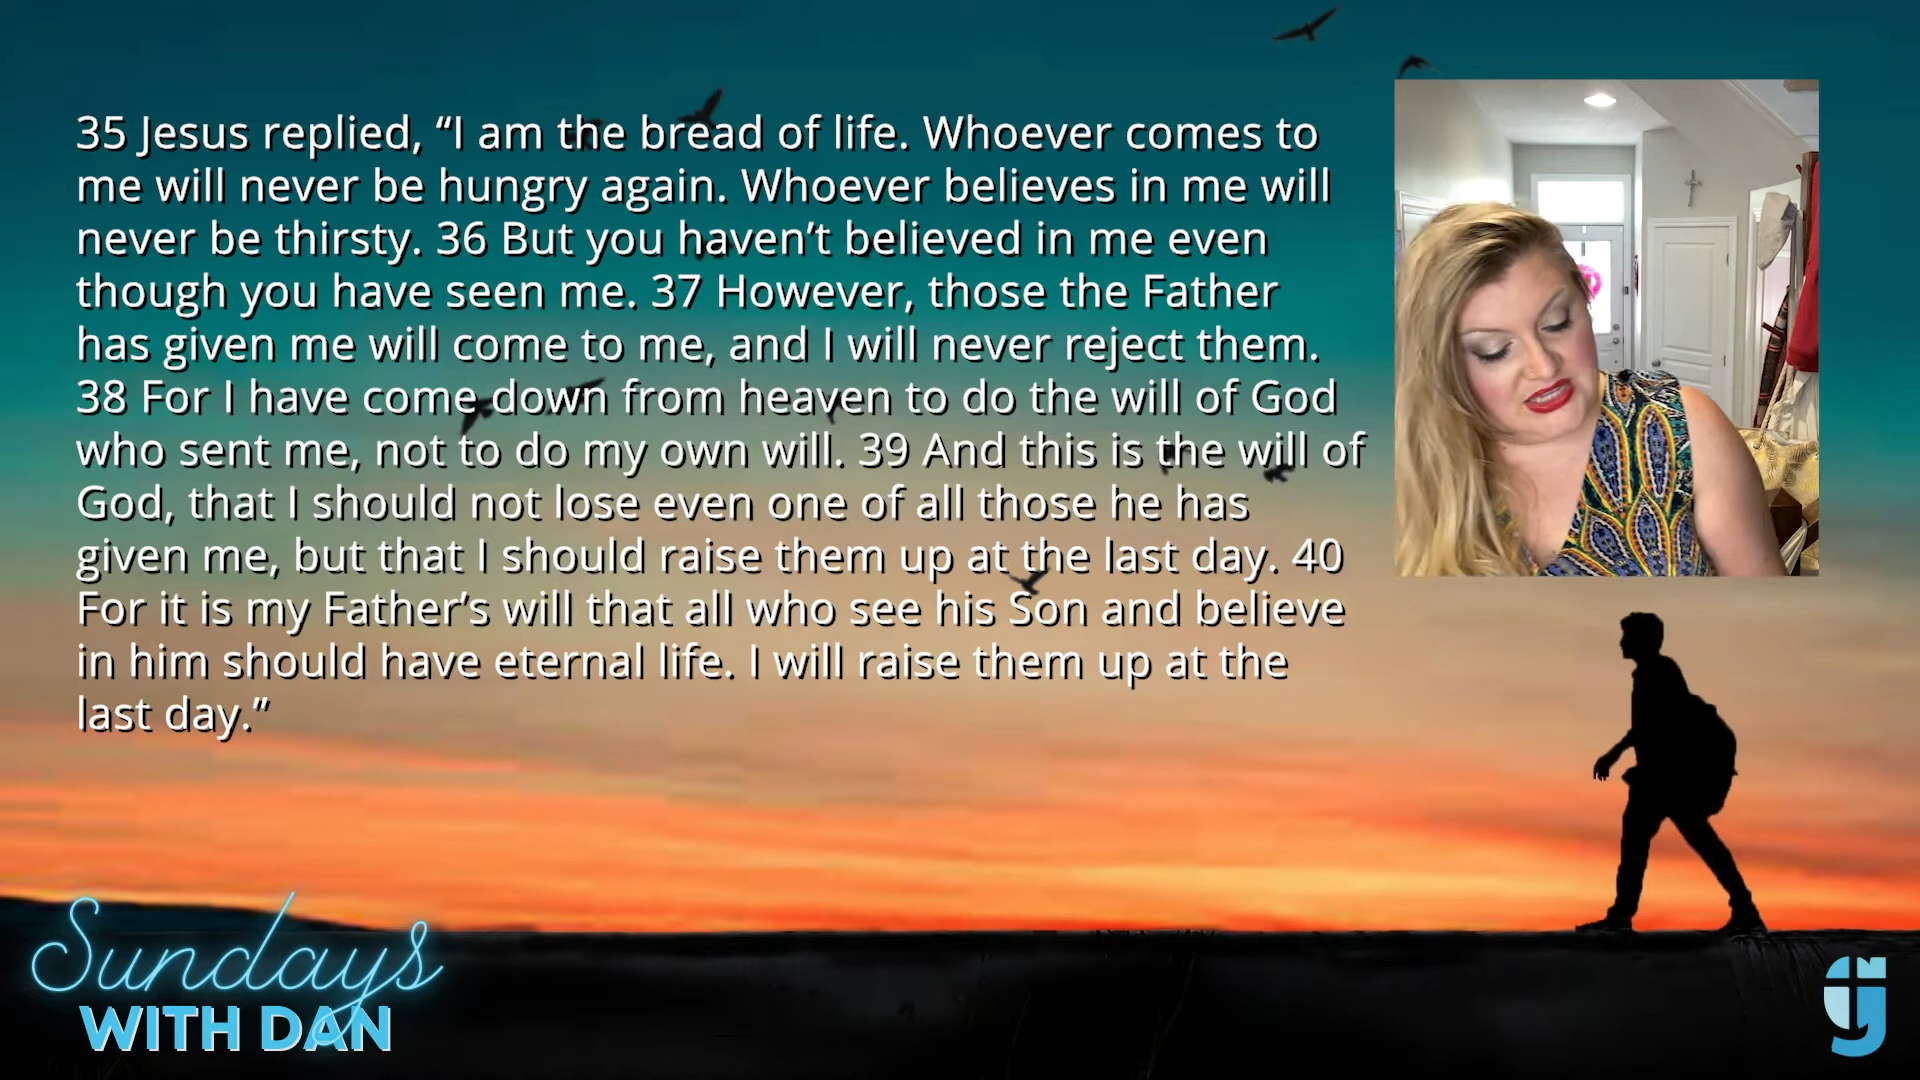 35 Jesus replied, “I am the bread of life. Whoever comes to
me will never be hungry again. Whoever believes in me will
never be thirsty. 36 But you haven’t believed in me even
though you have seen me. 37 However, those the Father
has given me will come to me, and I will never reject them.
38 For I have come down from heaven to do the will of God
who sent me, not to do my own will. 39 And this is the will of
God, that I should not lose even one of all those he has
given me, but that I should raise them up at the last day. 40
For it is my Father’s will that all who see his Son and believe
in him should have eternal life. I will raise them up at the
last day.”
Sundays
WITH DAN